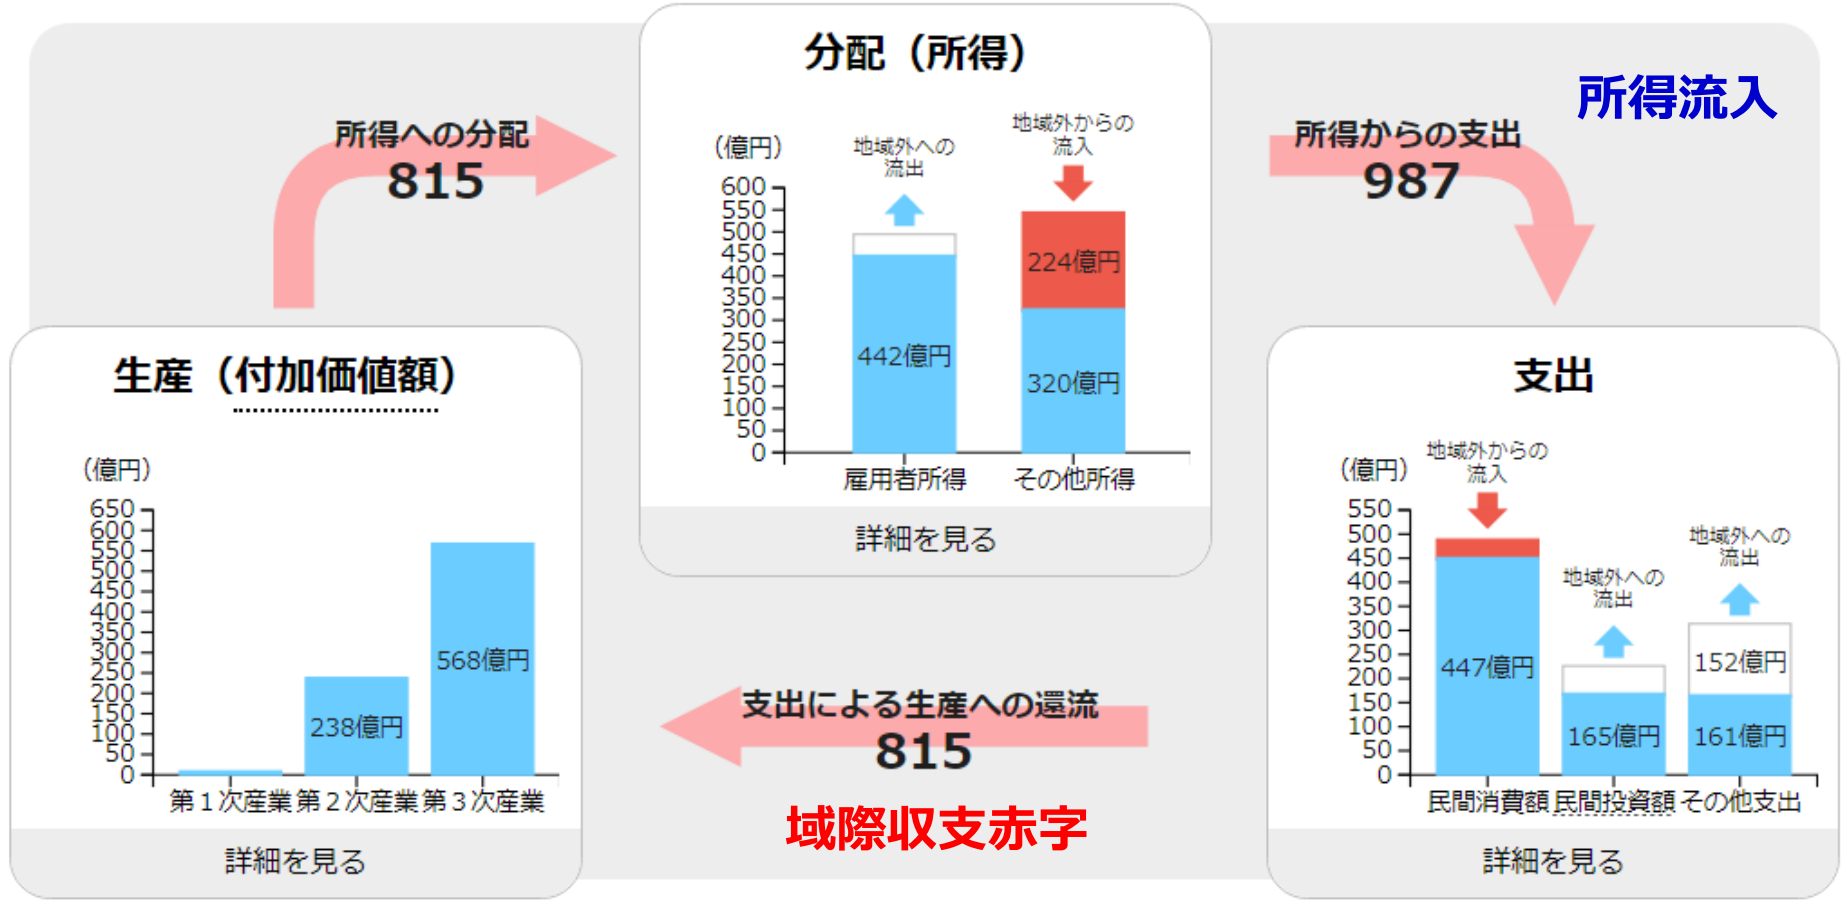 分配（所得）
所得流入
所得への分配
815
所得からの支出
987
（億円）
地域外への
流出
地域外からの
流入
600
550
500
450
400
350
300
250
200
150
100
50
0
224億円
442億円
320億円
雇用者所得
その他所得
詳細を見る
生産（付加価値額）
（億円）
650
600
550
500
450
400
350
300
250
200
150
100
50
0
238億円
568億円
第１次産業
第２次産業
第３次産業
詳細を見る
支出
（億円）
地域外からの
流入
地域外への
流出
地域外への
流出
550
500
450
400
350
300
250
200
150
100
50
0
447億円
165億円
152億円
161億円
民間消費額
民間投資額
その他支出
詳細を見る
支出による生産への還流
815
域際収支赤字